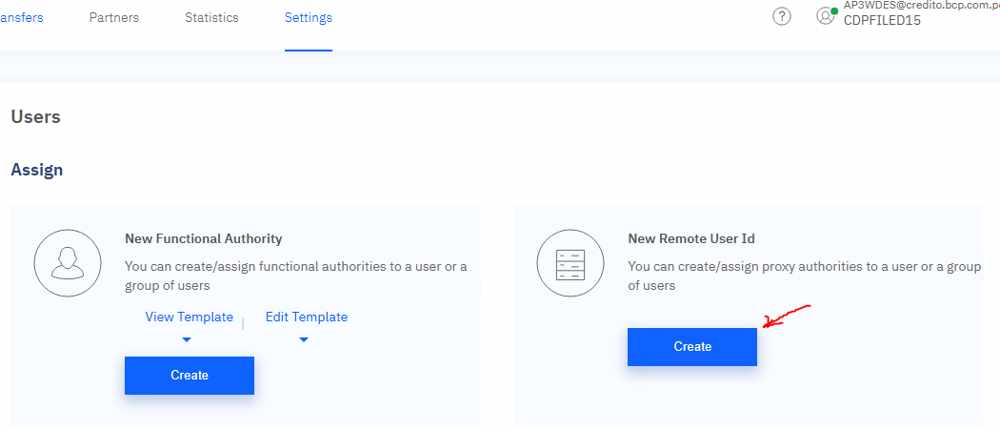 ansfers Partners Statistics Settings
AP3WDES@credito.bcp.com.p
CDPFILED15
Users
Assign
New Functional Authority
You can create/assign functional authorities to a user or a
group of users
View Template | Edit Template
Create
New Remote User Id
You can create/assign proxy authorities to a user or a group
of users
Create